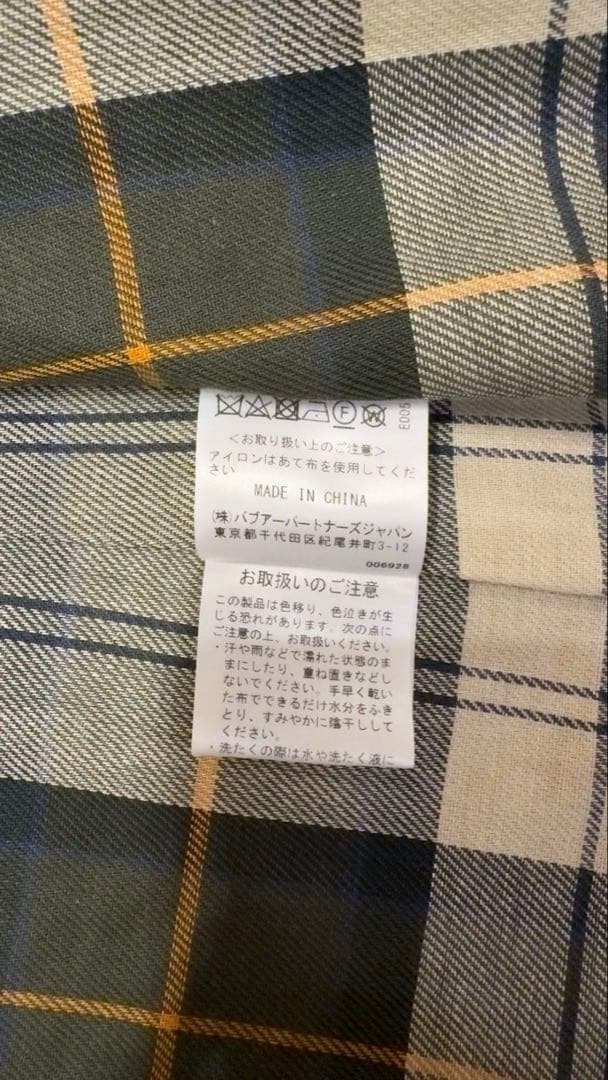 E005
<お取り扱い上のご注意>
アイロンはあて布を使用してくだ
さい
MADE IN CHINA
(株)バブアーパートナーズジャパン
東京都千代田区紀尾井町3-12
006928
お取扱いのご注意
この製品は色移り、色泣きが生
じる恐れがあります。次の点に
ご注意の上、お取扱いください。
・汗や雨などで濡れた状態のま
まにしたり、重ね置きなどし
ないでください。手早く乾い
た布でできるだけ水分をふき
とり、すみやかに陰干しして
ください。
・洗たくの際は水や洗たく液に